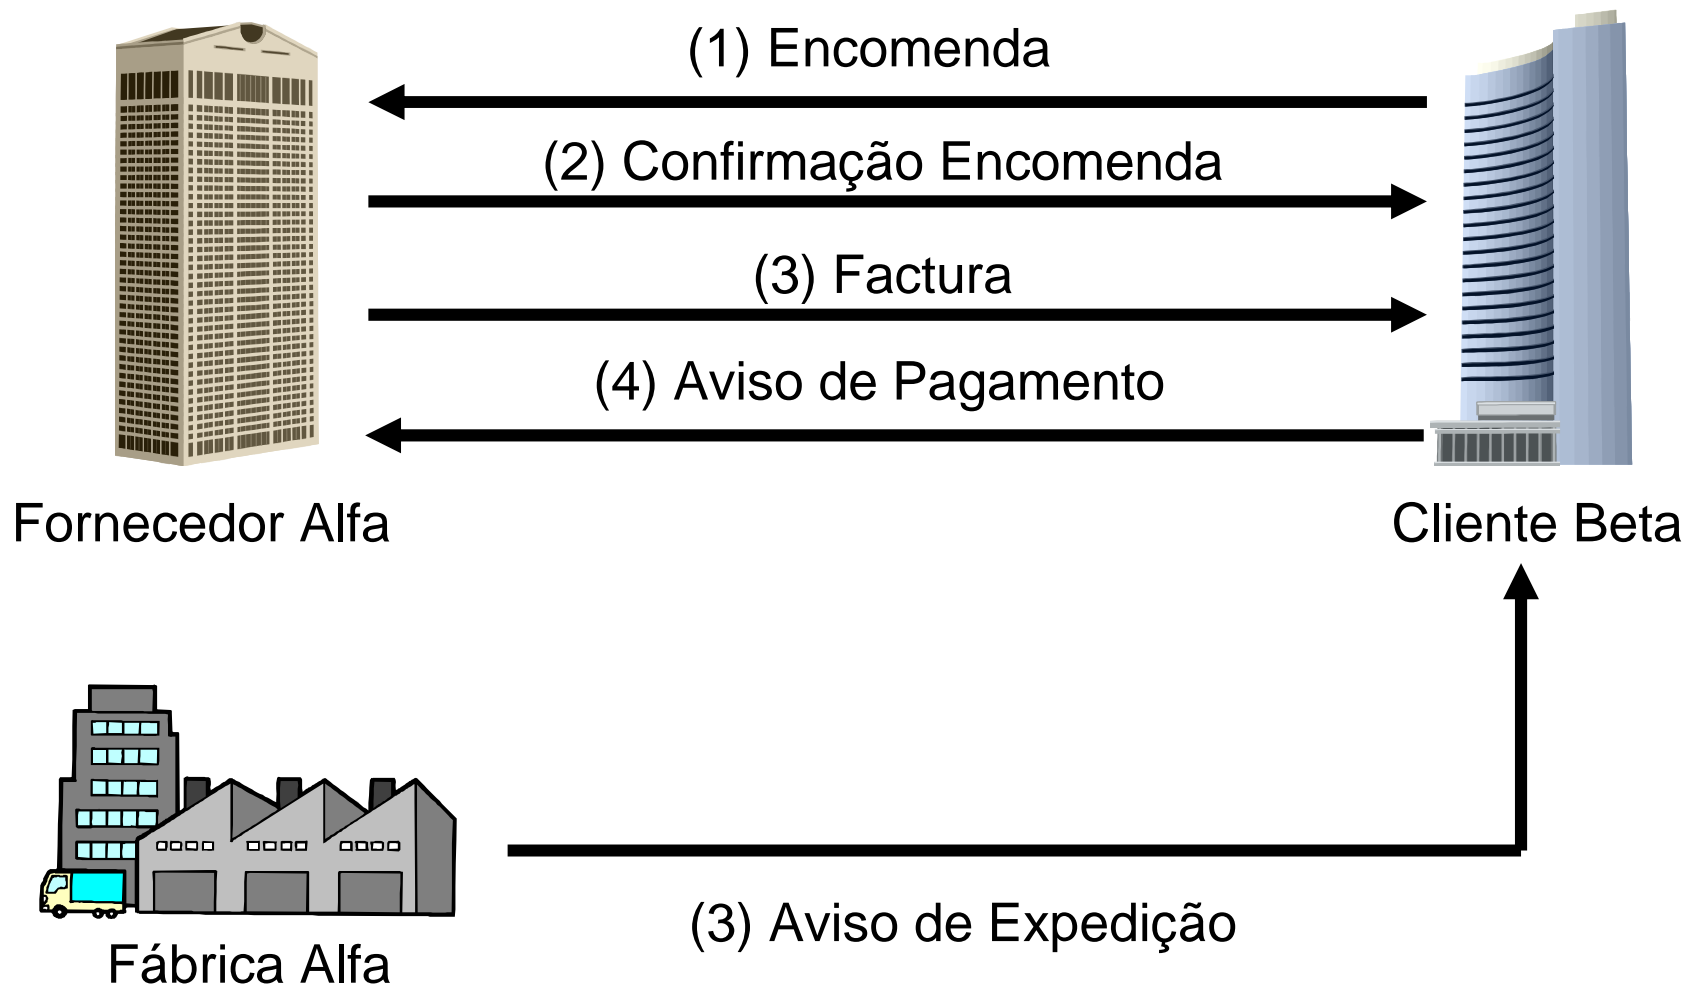 (1) Encomenda
(2) Confirmação Encomenda
(3) Factura
(4) Aviso de Pagamento
Fornecedor Alfa
Cliente Beta
(3) Aviso de Expedição
Fábrica Alfa